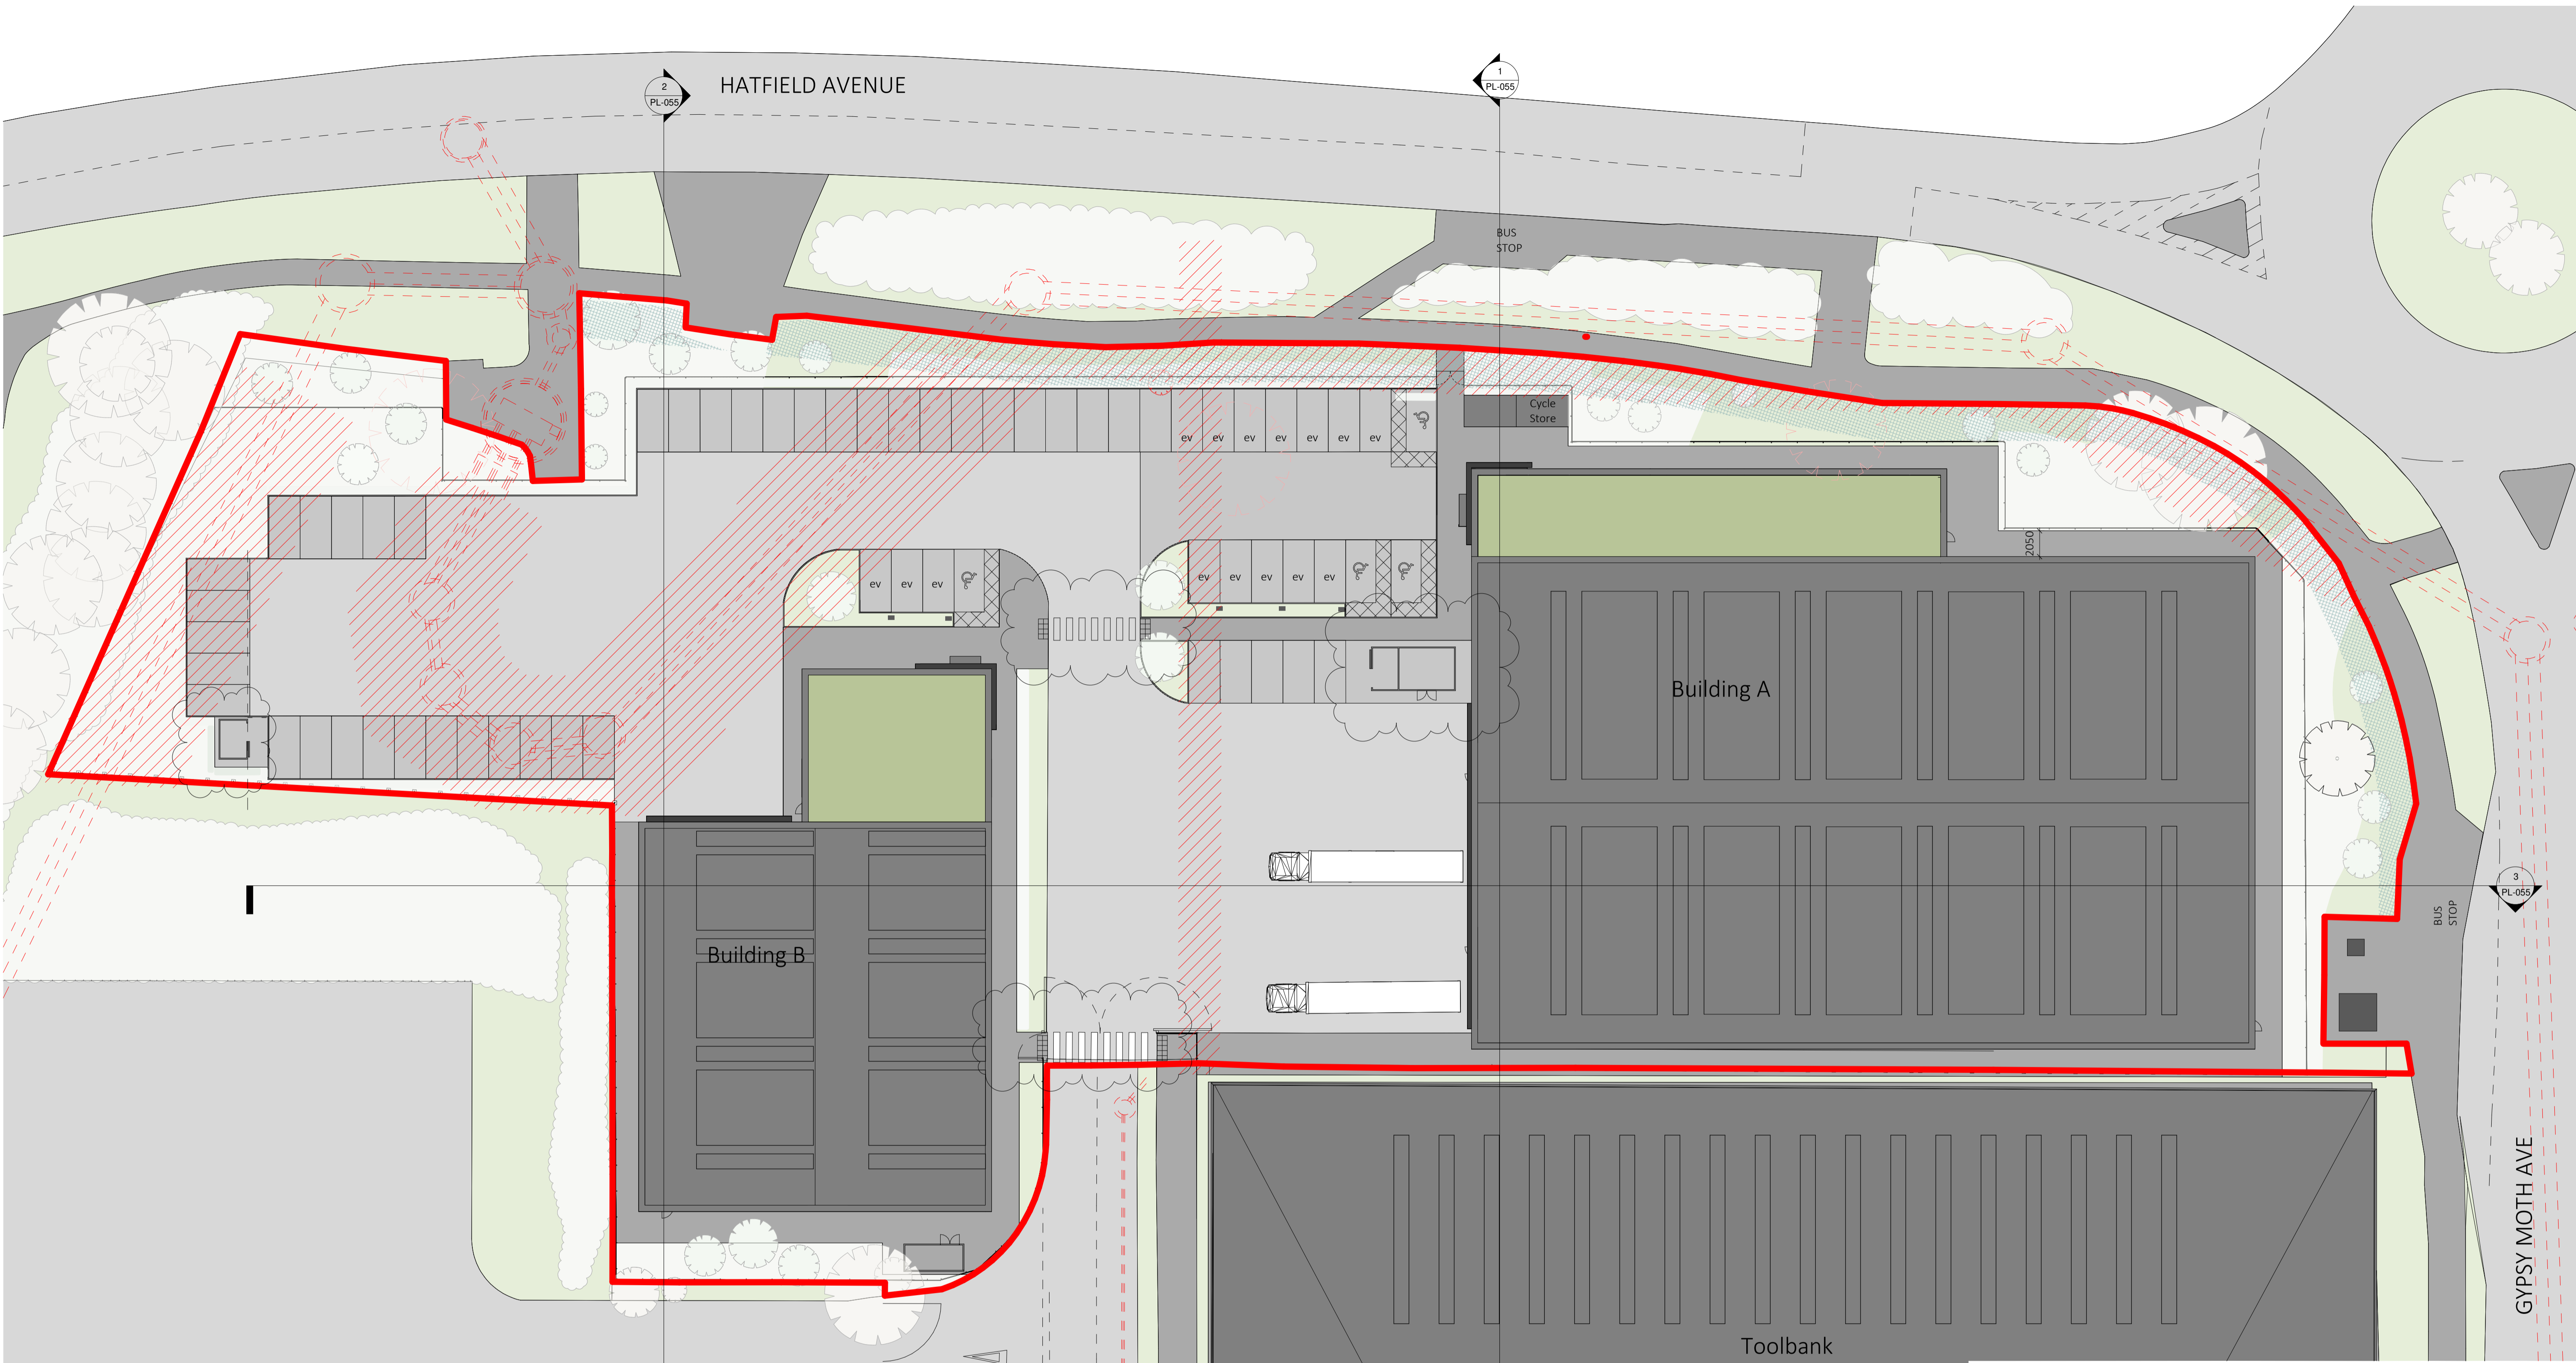 HATFIELD AVENUE
2
PL-055
1
PL-055
BUS
STOP
Cycle
Store
ev ev ev ev ev ev ev
2050
ev ev ev
ev ev ev ev ev
Building A
Building B
3
PL-055
BUS
STOP
GYPSY MOTH AVE
Toolbank